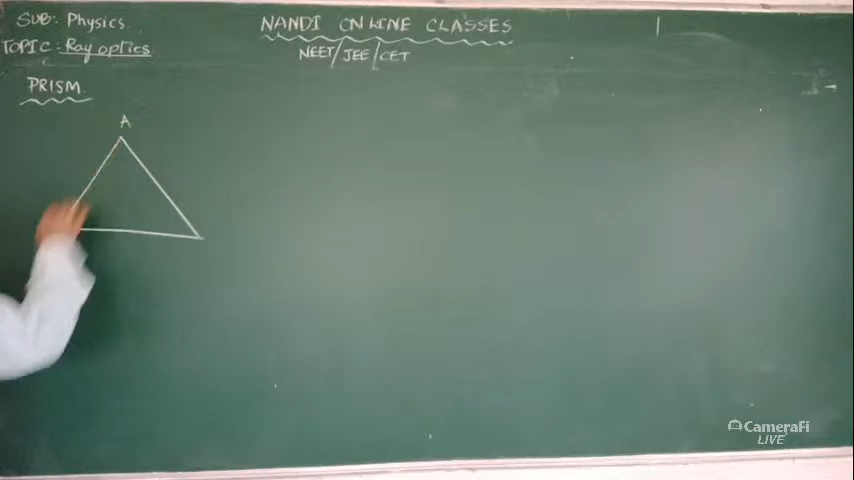 SUB:- Physics.
TOPIC:- Ray optics
NANDI ONLINE CLASSES
NEET/JEE/CET
PRISM.
A
CameraFi
LIVE